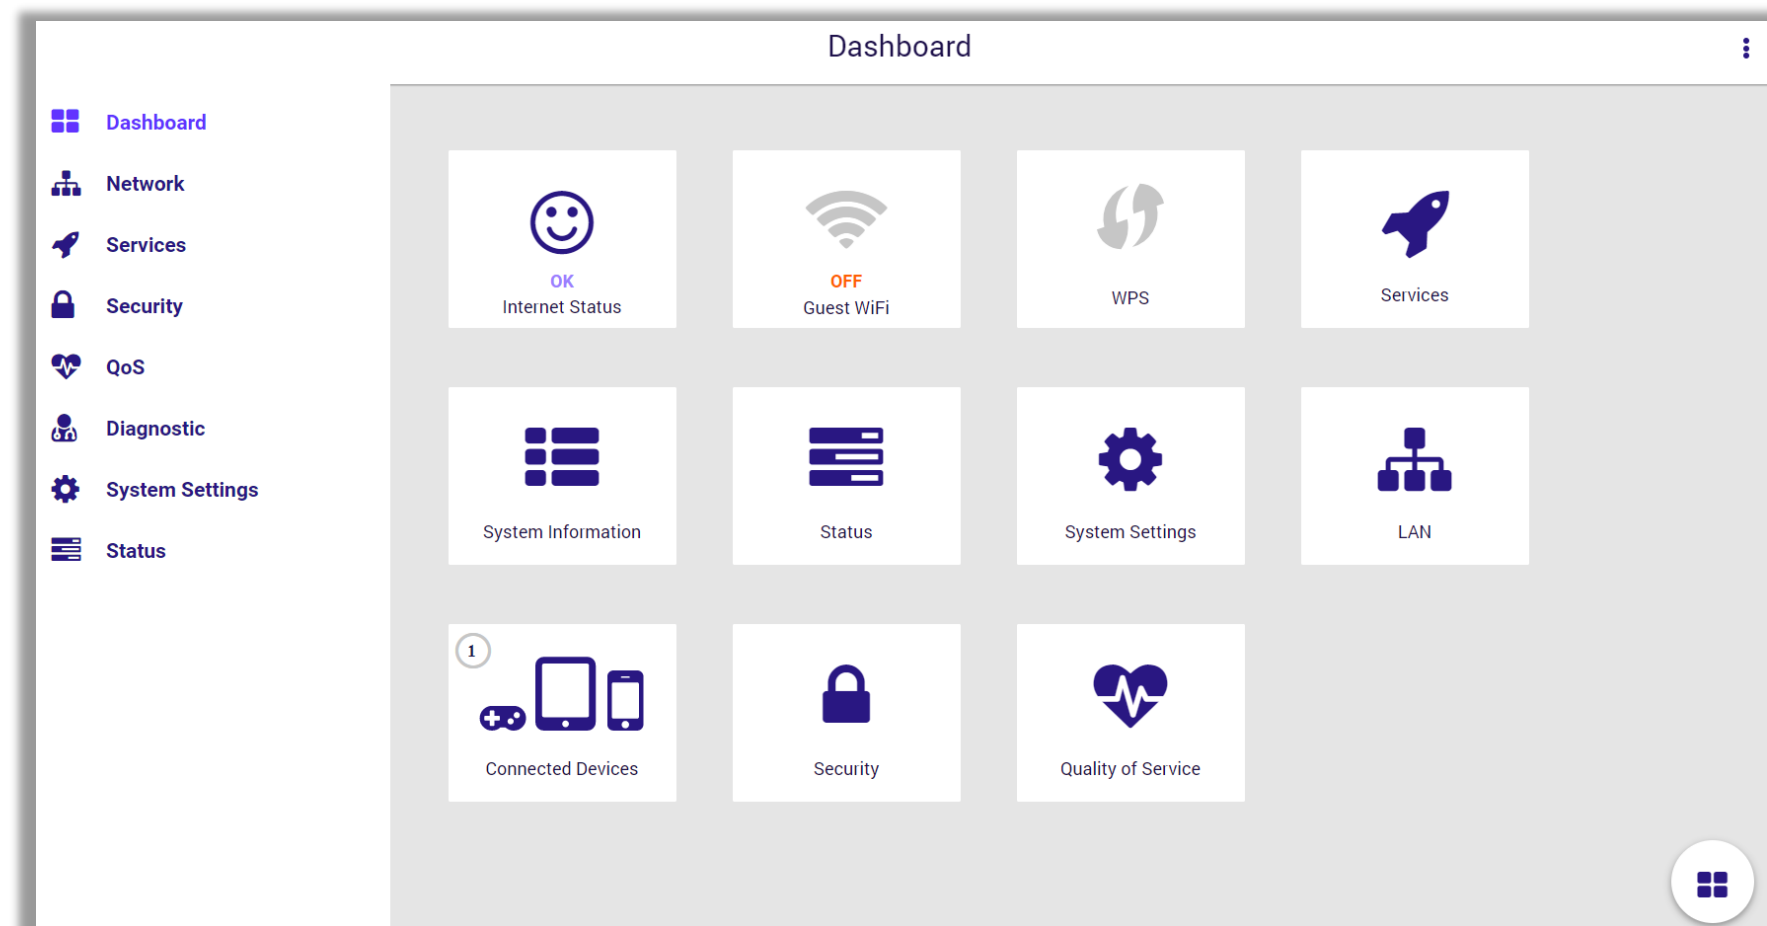 Dashboard
Dashboard
Network
Services
Security
QoS
Diagnostic
System Settings
Status
OK
Internet Status
OFF
Guest WiFi
WPS
Services
System Information
Status
System Settings
LAN
1
Connected Devices
Security
Quality of Service